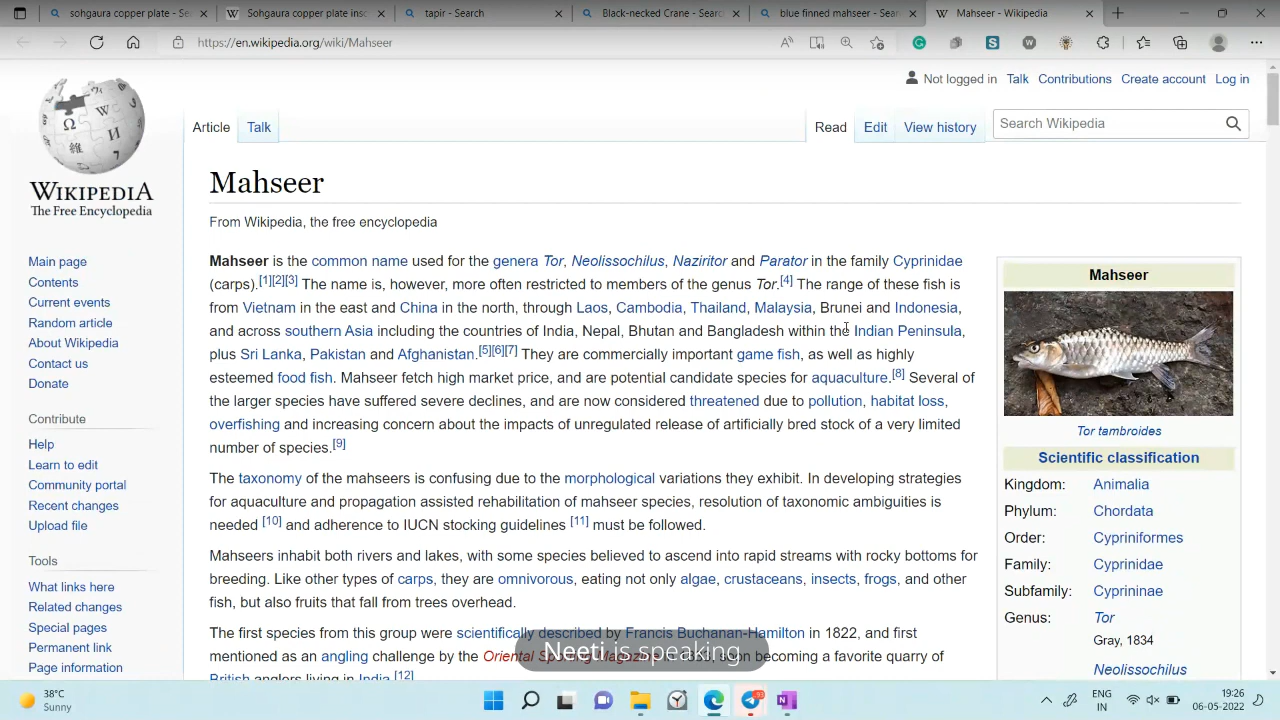 sohgaura copper plate - Se
Sohgaura copper plate insc
tapir - Search
Black-necked Crane - Search
blue finned mahseer - Search
Mahseer - Wikipedia
https://en.wikipedia.org/wiki/Mahseer
Not logged in Talk Contributions Create account Log in
Article Talk Read Edit View history Search Wikipedia
WIKIPEDIA
The Free Encyclopedia
Main page
Contents
Current events
Random article
About Wikipedia
Contact us
Donate
Contribute
Help
Learn to edit
Community portal
Recent changes
Upload file
Tools
What links here
Related changes
Special pages
Permanent link
Page information
Mahseer
From Wikipedia, the free encyclopedia
Mahseer is the common name used for the genera Tor, Neolissochilus, Naziritor and Parator in the family Cyprinidae
(carps).[1][2][3] The name is, however, more often restricted to members of the genus Tor.[4] The range of these fish is
from Vietnam in the east and China in the north, through Laos, Cambodia, Thailand, Malaysia, Brunei and Indonesia,
and across southern Asia including the countries of India, Nepal, Bhutan and Bangladesh within the Indian Peninsula,
plus Sri Lanka, Pakistan and Afghanistan.[5][6][7] They are commercially important game fish, as well as highly
esteemed food fish. Mahseer fetch high market price, and are potential candidate species for aquaculture.[8] Several of
the larger species have suffered severe declines, and are now considered threatened due to pollution, habitat loss,
overfishing and increasing concern about the impacts of unregulated release of artificially bred stock of a very limited
number of species.[9]
The taxonomy of the mahseers is confusing due to the morphological variations they exhibit. In developing strategies
for aquaculture and propagation assisted rehabilitation of mahseer species, resolution of taxonomic ambiguities is
needed [10] and adherence to IUCN stocking guidelines [11] must be followed.
Mahseers inhabit both rivers and lakes, with some species believed to ascend into rapid streams with rocky bottoms for
breeding. Like other types of carps, they are omnivorous, eating not only algae, crustaceans, insects, frogs, and other
fish, but also fruits that fall from trees overhead.
The first species from this group were scientifically described by Francis Buchanan-Hamilton in 1822, and first
mentioned as an angling challenge by the Oriental Sporting Magazine becoming a favorite quarry of
British anglers living in India.[12]
Neeti is speaking
Mahseer
Tor tambroides
Scientific classification
Kingdom: Animalia
Phylum: Chordata
Order: Cypriniformes
Family: Cyprinidae
Subfamily: Cyprininae
Genus: Tor
Gray, 1834
Neolissochilus
38°C
Sunny
ENG
IN
19:26
06-05-2022